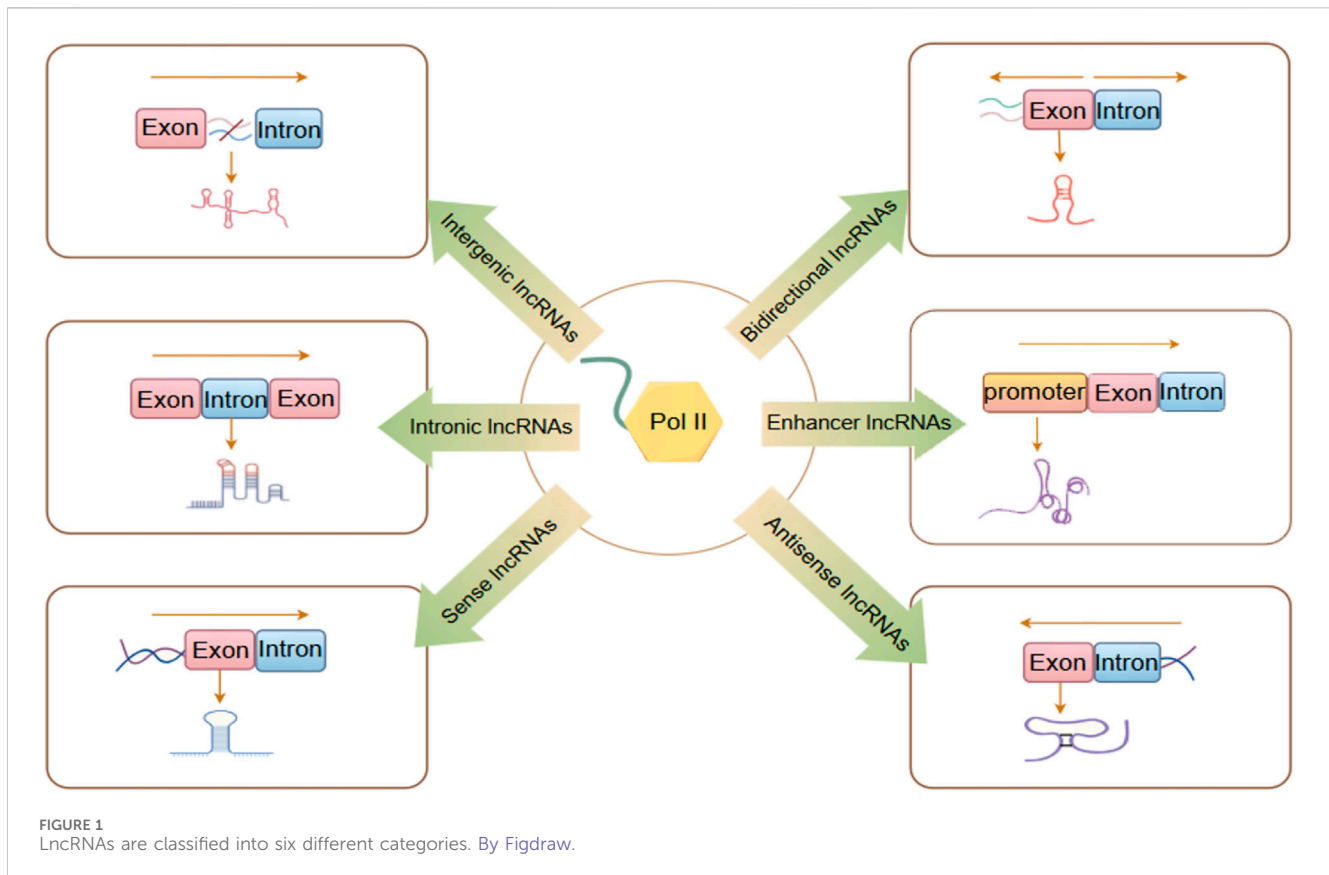 Exon
Intron
Intergenic lncRNAs
Exon
Intron
Bidirectional lncRNAs
Exon
Intron
Exon
Intronic lncRNAs
Pol II
Enhancer lncRNAs
promoter
Exon
Intron
Exon
Intron
Sense lncRNAs
Antisense lncRNAs
Exon
Intron
FIGURE 1
LncRNAs are classified into six different categories. By Figdraw.